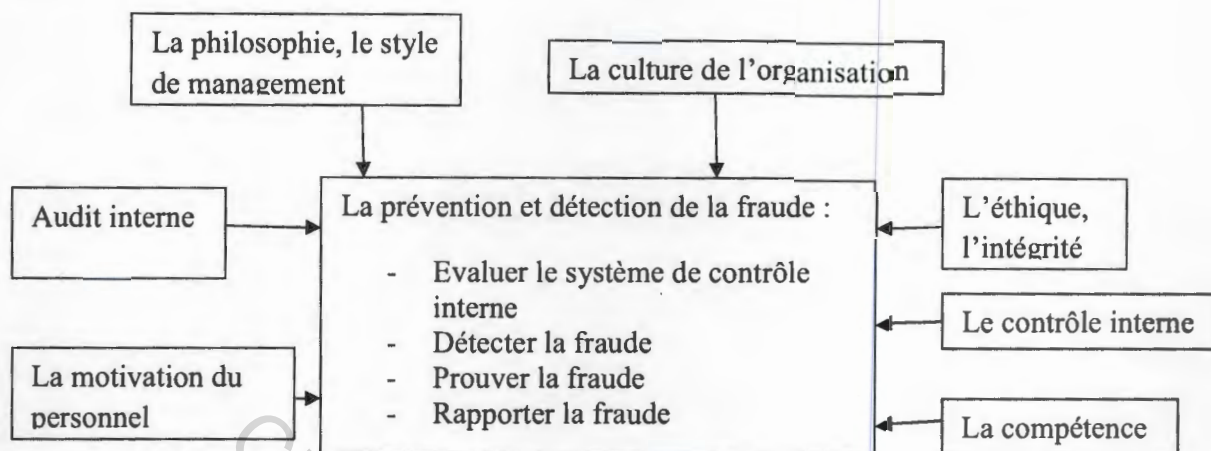 La philosophie, le style
de management
La culture de l'organisation
Audit interne
La prévention et détection de la fraude :
- Evaluer le système de contrôle
interne
- Détecter la fraude
- Prouver la fraude
- Rapporter la fraude
L'éthique,
l'intégrité
Le contrôle interne
La motivation du
personnel
La compétence